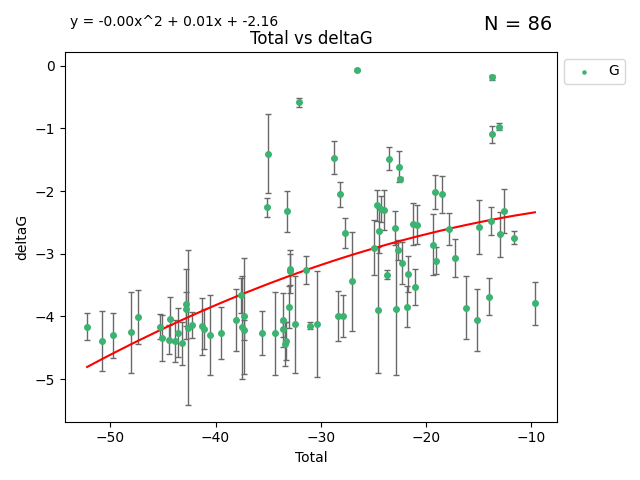 y = -0.00x^2 + 0.01x + -2.16
N = 86
Total vs deltaG
G
0
−1
−2
−3
−4
−5
deltaG
−50
−40
−30
−20
−10
Total